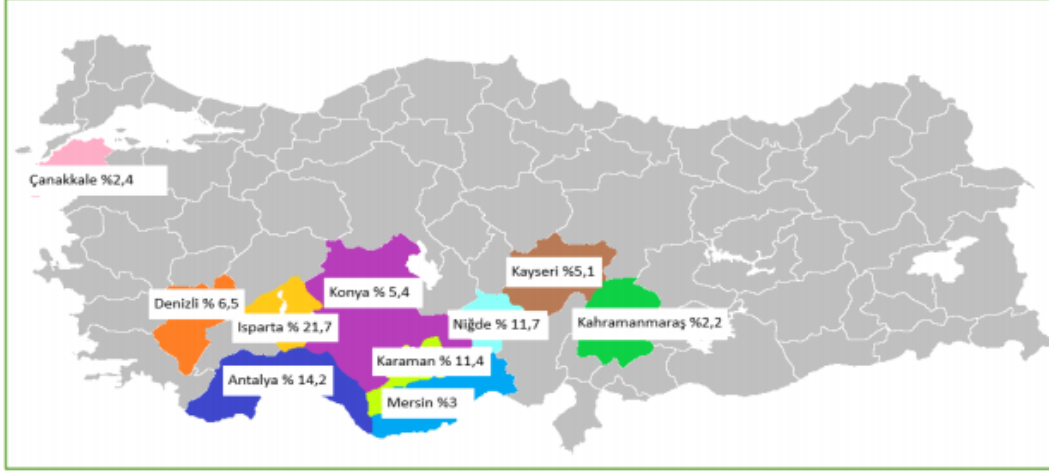 Çanakkale %2,4
Kayseri %5,1
Konya % 5,4
Denizli % 6,5
Isparta % 21,7
Niğde % 11,7
Kahramanmaraş %2,2
Karaman % 11,4
Antalya % 14,2
Mersin %3